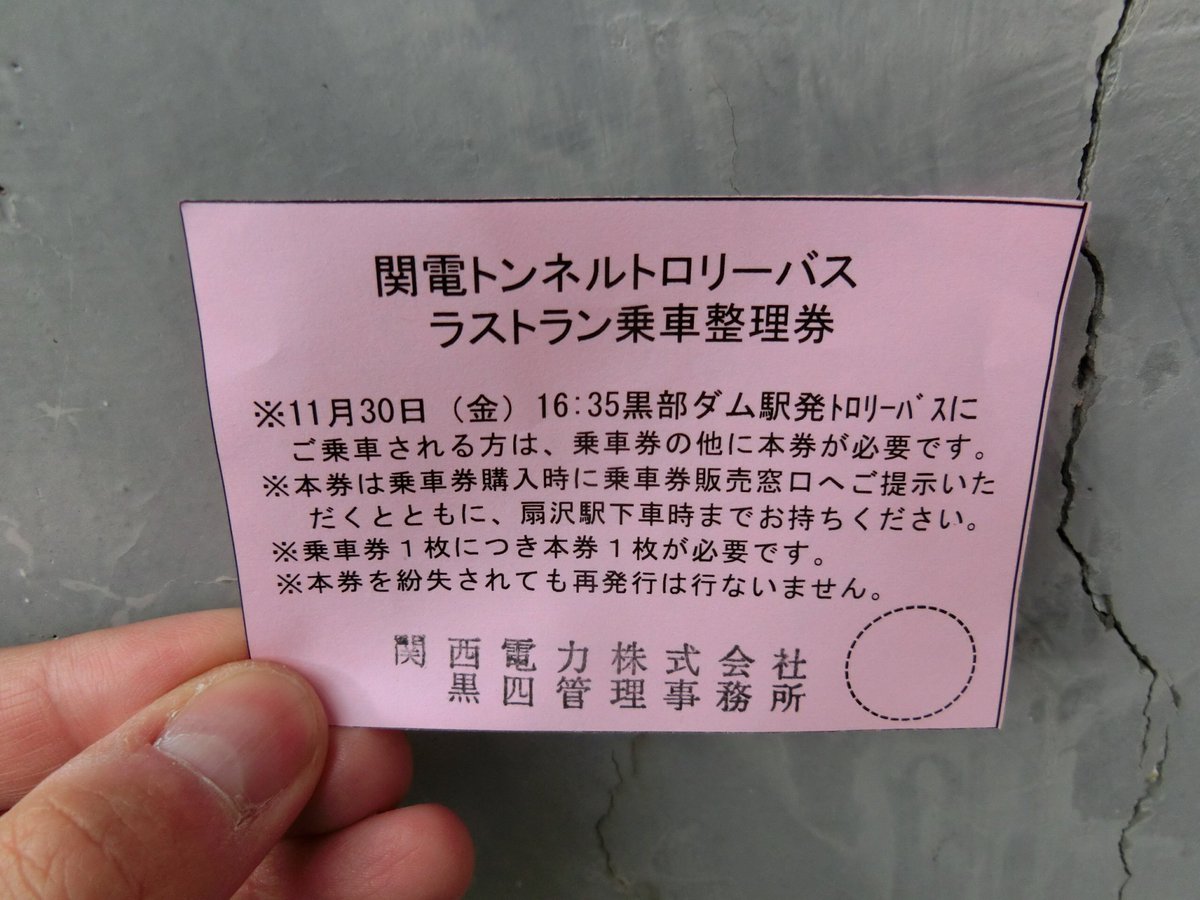 関電トンネルトロリーバス
ラストラン乗車整理券
※11月30日（金）16:35黒部ダム駅発ﾄﾛﾘｰﾊﾞｽに
ご乗車される方は、乗車券の他に本券が必要です。
※本券は乗車券購入時に乗車券販売窓口へご提示いた
だくとともに、扇沢駅下車時までお持ちください。
※乗車券１枚につき本券１枚が必要です。
※本券を紛失されても再発行は行ないません。
関西電力株式会社
黒四管理事務所